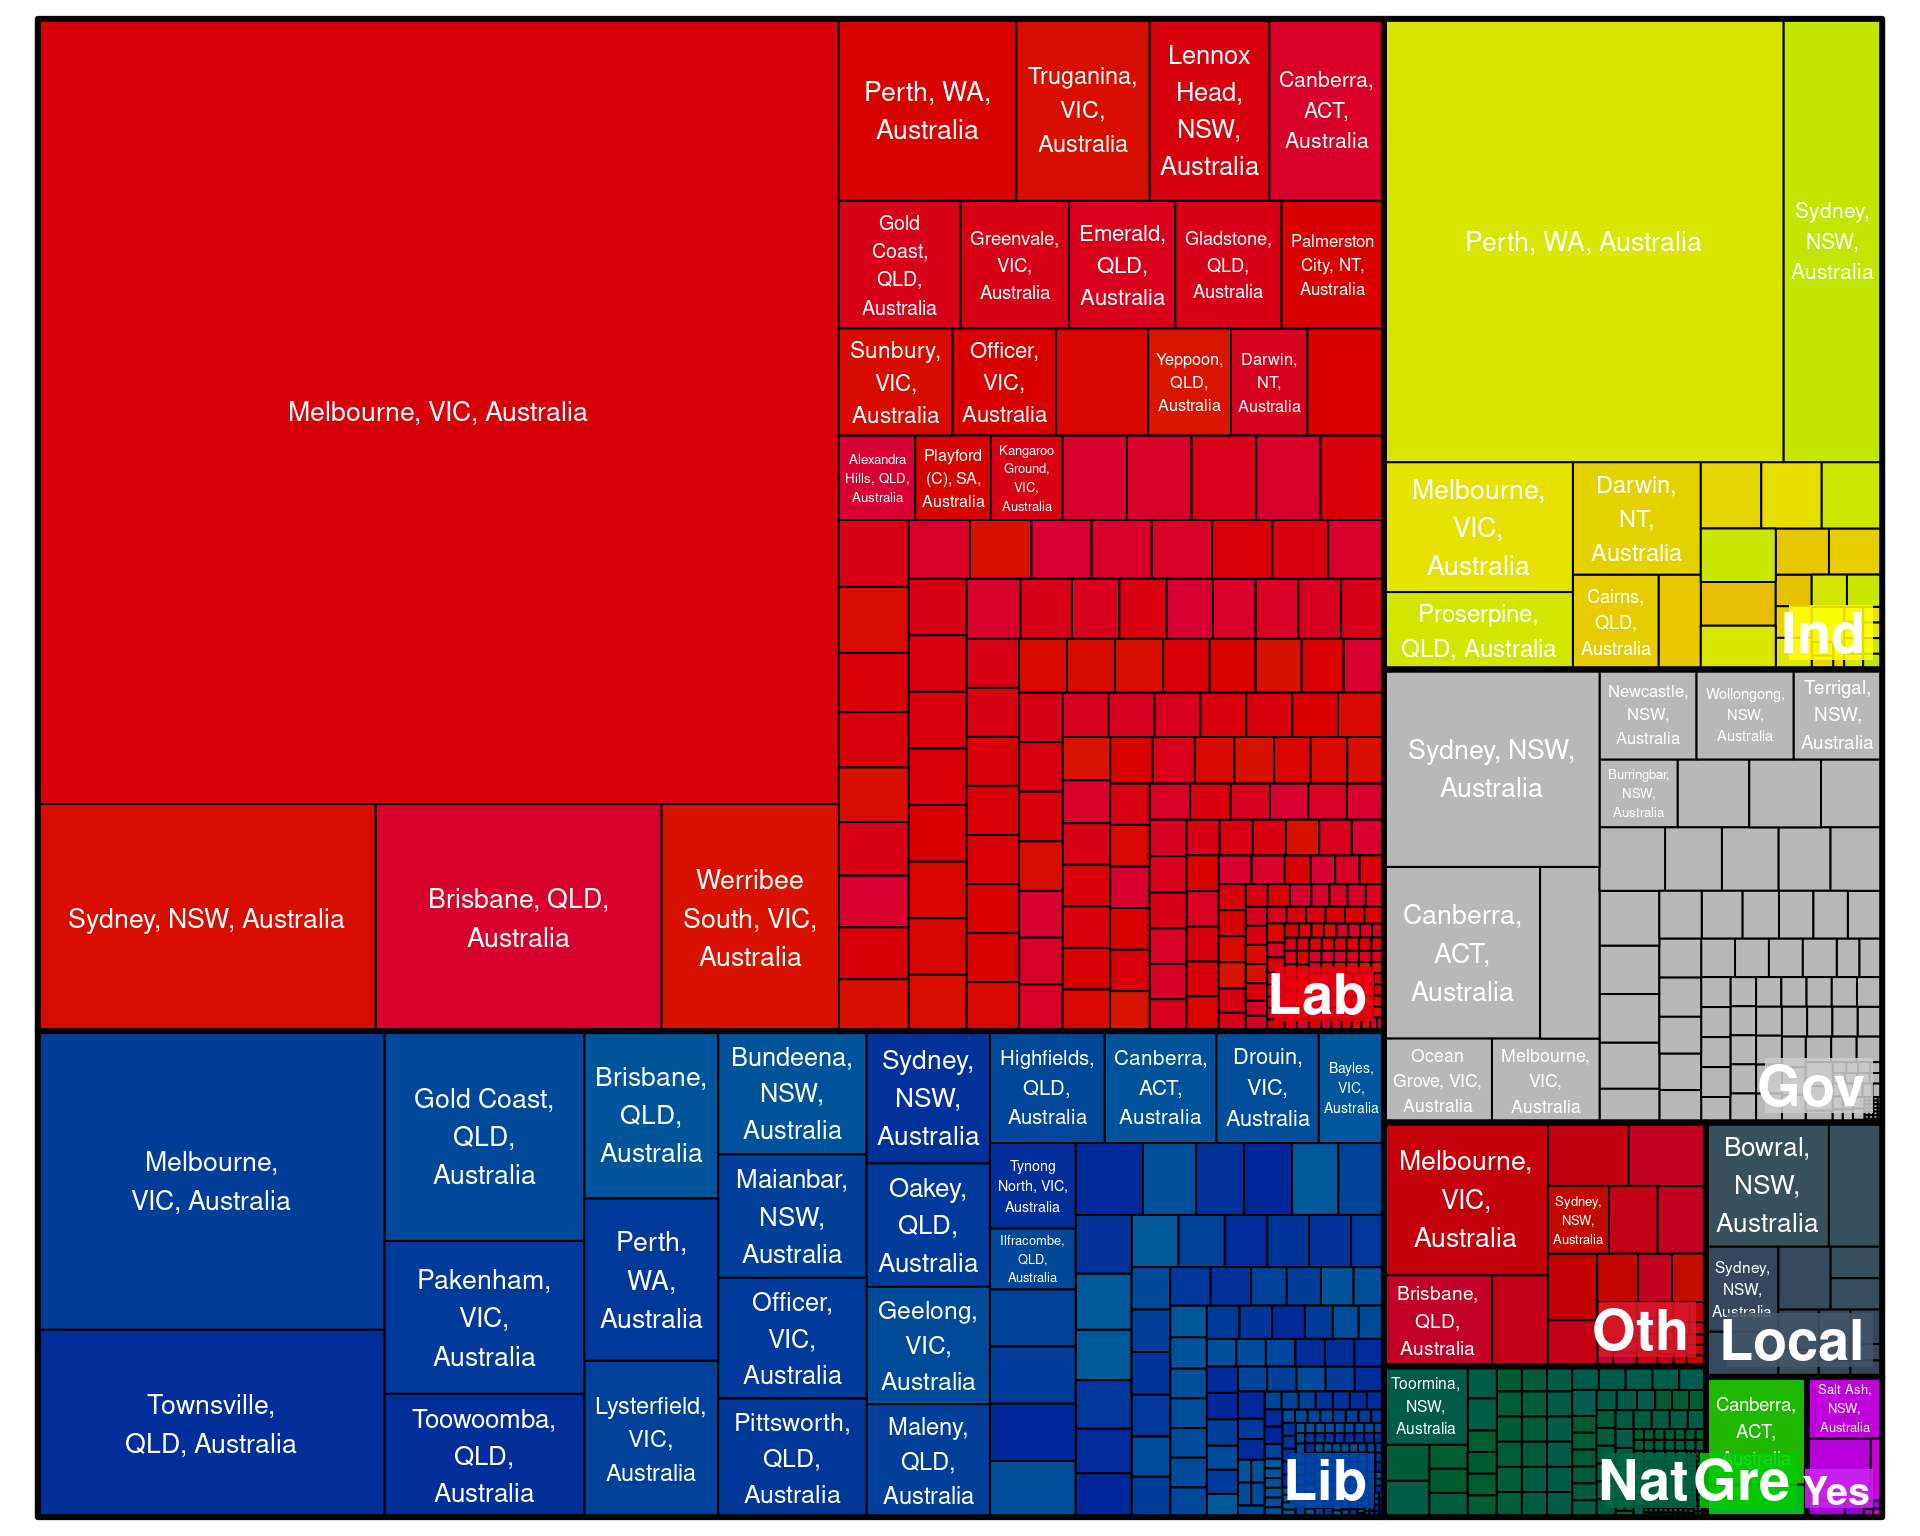 Melbourne, VIC, Australia
Sydney, NSW, Australia
Brisbane, QLD,
Australia
Werribee
South, VIC,
Australia
Perth, WA,
Australia
Truganina,
VIC,
Australia
Lennox
Head,
NSW,
Australia
Canberra,
ACT,
Australia
Gold
Coast,
QLD,
Australia
Greenvale,
VIC,
Australia
Emerald,
QLD,
Australia
Gladstone,
QLD,
Australia
Palmerston
City, NT,
Australia
Sunbury,
VIC,
Australia
Officer,
VIC,
Australia
Yeppoon,
QLD,
Australia
Darwin,
NT,
Australia
Alexandra
Hills, QLD,
Australia
Playford
(C), SA,
Australia
Kangaroo
Ground,
VIC,
Australia
Lab
Melbourne,
VIC, Australia
Townsville,
QLD, Australia
Gold Coast,
QLD,
Australia
Pakenham,
VIC,
Australia
Toowoomba,
QLD,
Australia
Brisbane,
QLD,
Australia
Perth,
WA,
Australia
Lysterfield,
VIC,
Australia
Bundeena,
NSW,
Australia
Maianbar,
NSW,
Australia
Officer,
VIC,
Australia
Pittsworth,
QLD,
Australia
Sydney,
NSW,
Australia
Oakey,
QLD,
Australia
Geelong,
VIC,
Australia
Maleny,
QLD,
Australia
Highfields,
QLD,
Australia
Canberra,
ACT,
Australia
Drouin,
VIC,
Australia
Bayles,
VIC,
Australia
Tynong
North, VIC,
Australia
Ilfracombe,
QLD,
Australia
Lib
Perth, WA, Australia
Sydney,
NSW,
Australia
Melbourne,
VIC,
Australia
Proserpine,
QLD, Australia
Darwin,
NT,
Australia
Cairns,
QLD,
Australia
Ind
Sydney, NSW,
Australia
Canberra,
ACT,
Australia
Ocean
Grove, VIC,
Australia
Melbourne,
VIC,
Australia
Newcastle,
NSW,
Australia
Wollongong,
NSW,
Australia
Terrigal,
NSW,
Australia
Burringbar,
NSW,
Australia
Gov
Melbourne,
VIC,
Australia
Brisbane,
QLD,
Australia
Sydney,
NSW,
Australia
Oth
Bowral,
NSW,
Australia
Sydney,
NSW,
Australia
Local
Toormina,
NSW,
Australia
Nat
Canberra,
ACT,
Australia
Gre
Salt Ash,
NSW,
Australia
Yes